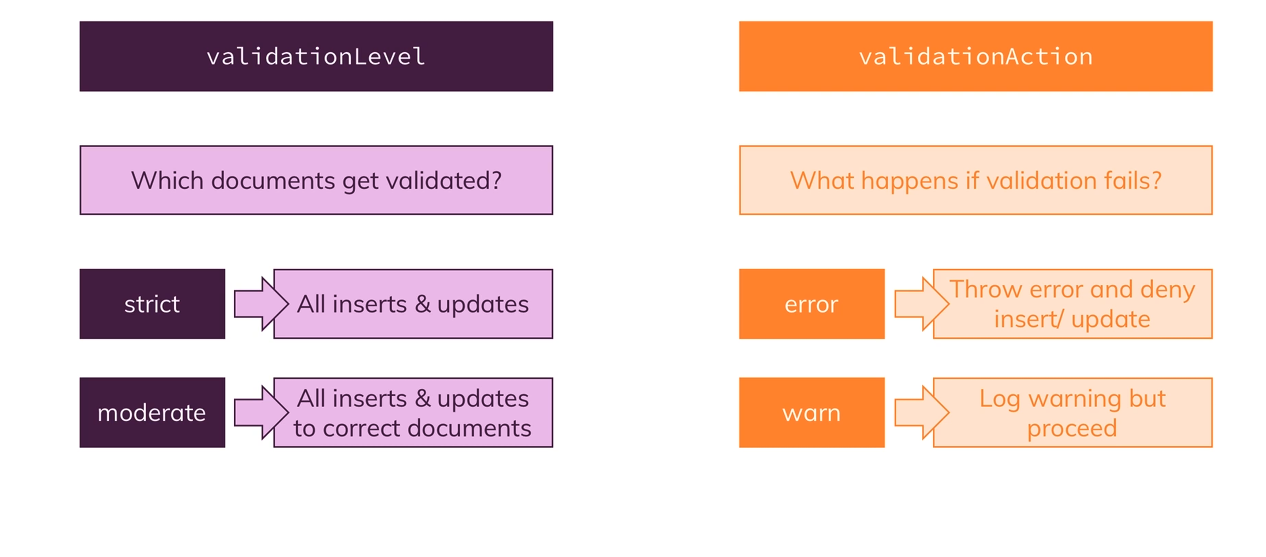 validationLevel
Which documents get validated?
strict
All inserts & updates
moderate
All inserts & updates
to correct documents
validationAction
What happens if validation fails?
error
Throw error and deny
insert/ update
warn
Log warning but
proceed